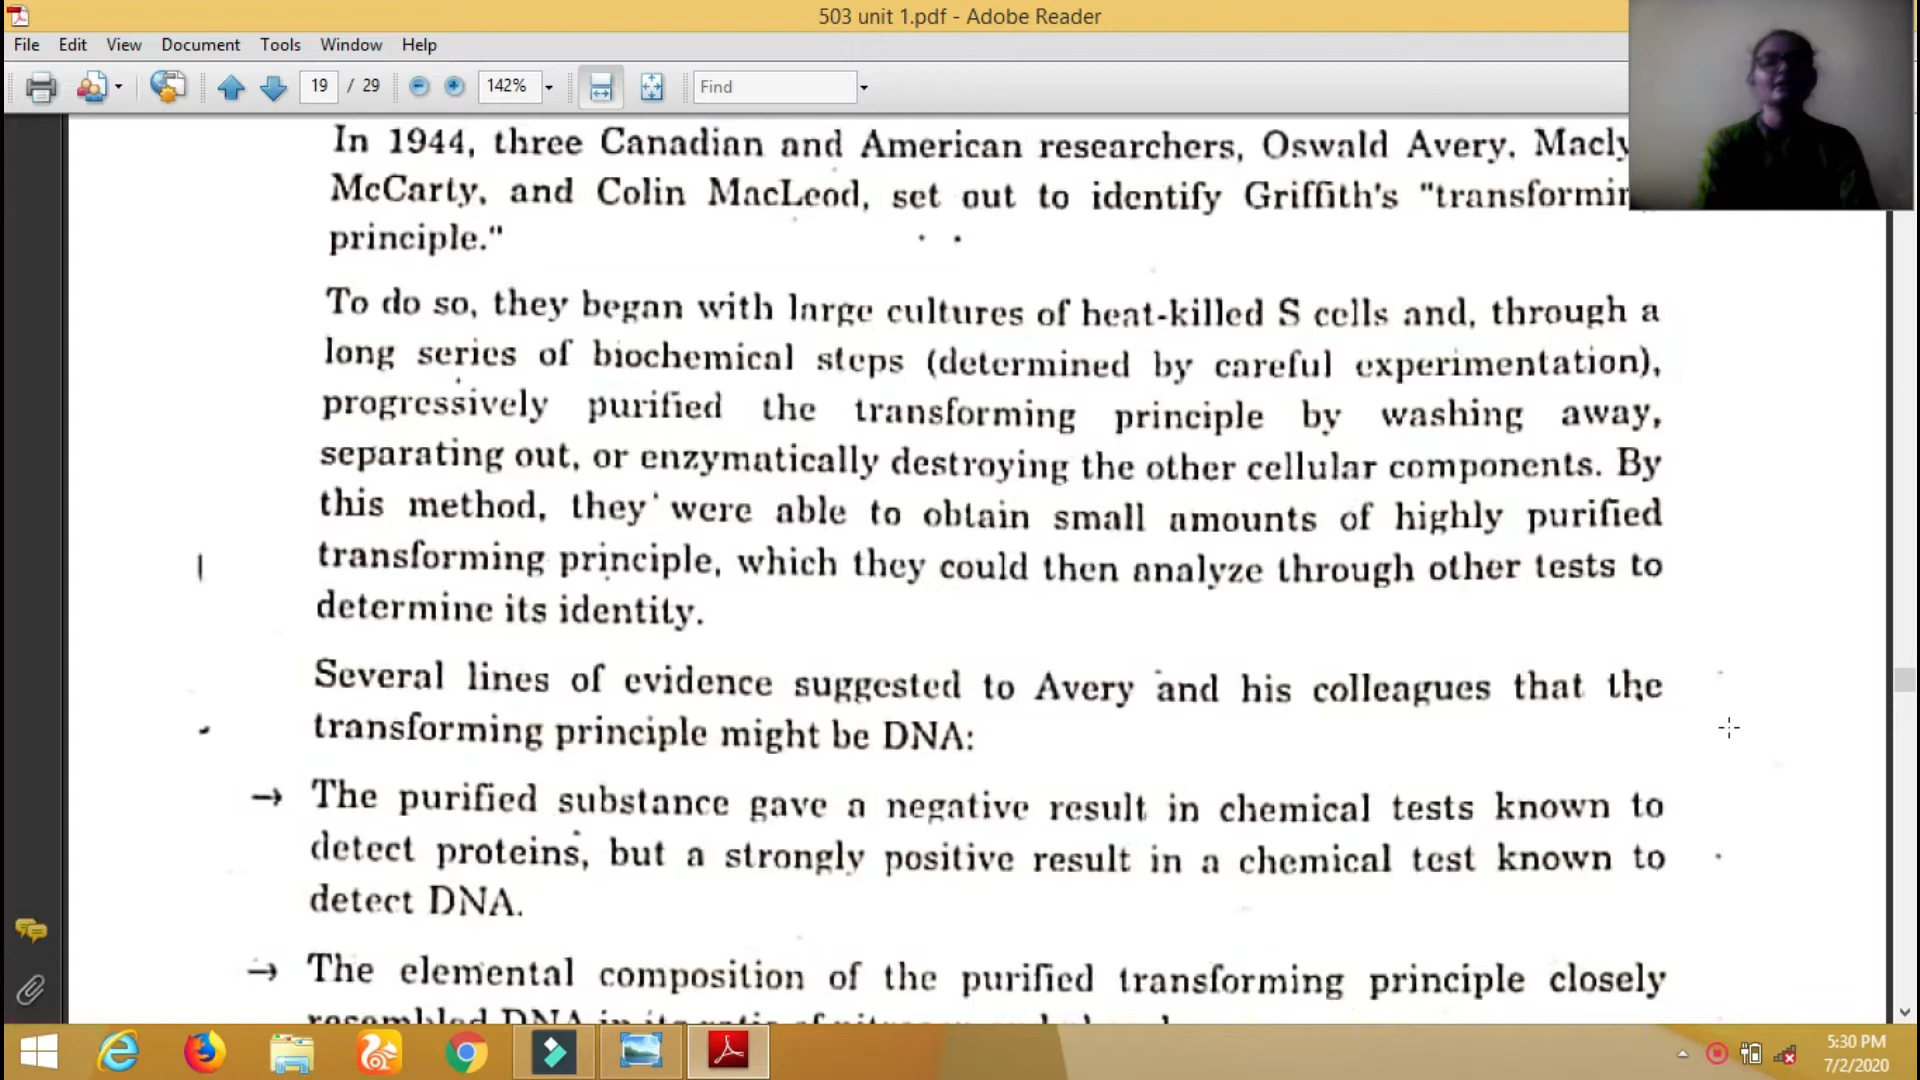 503 unit 1.pdf - Adobe Reader
File Edit View Document Tools Window Help
19 / 29 142% Find
In 1944, three Canadian and American researchers, Oswald Avery, Macly
McCarty, and Colin MacLeod, set out to identify Griffith's "transformin
principle."
To do so, they began with large cultures of heat-killed S cells and, through a
long series of biochemical steps (determined by careful experimentation),
progressively purified the transforming principle by washing away,
separating out, or enzymatically destroying the other cellular components. By
this method, they were able to obtain small amounts of highly purified
transforming principle, which they could then analyze through other tests to
determine its identity.
Several lines of evidence suggested to Avery and his colleagues that the
transforming principle might be DNA:
→ The purified substance gave a negative result in chemical tests known to
detect proteins, but a strongly positive result in a chemical test known to
detect DNA.
→ The elemental composition of the purified transforming principle closely
resembled DNA in its ratio of
5:30 PM
7/2/2020